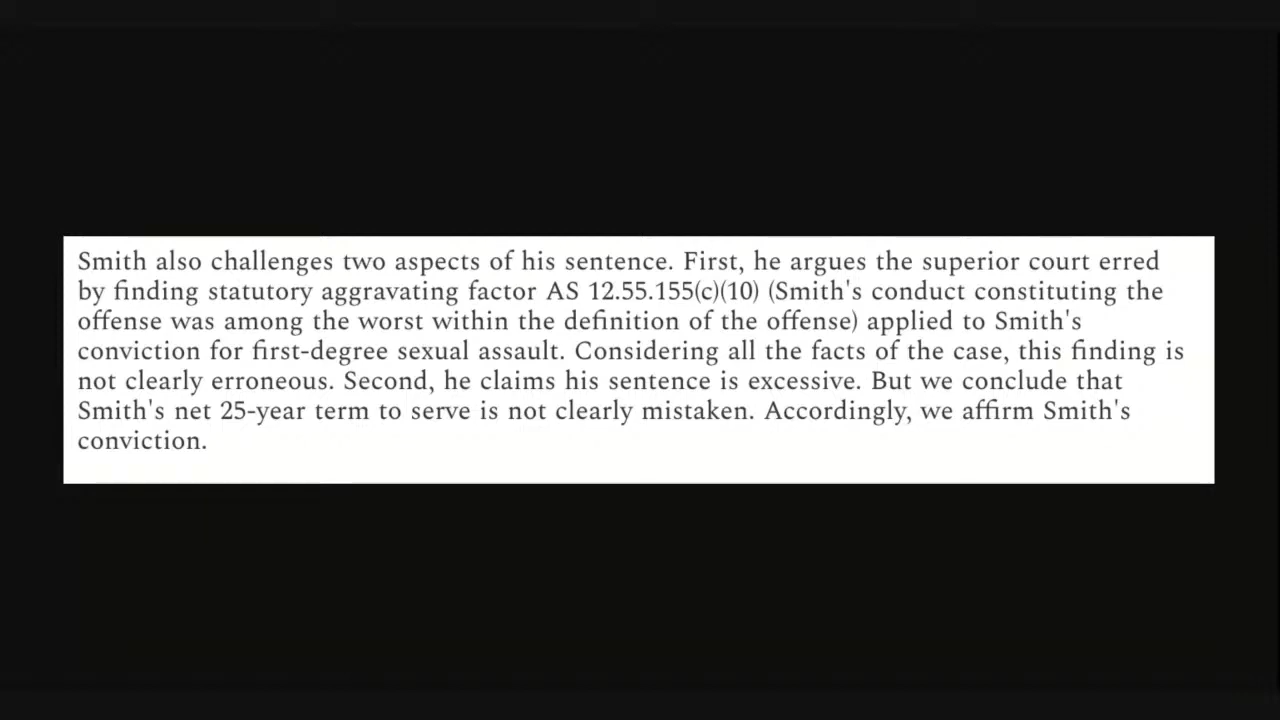 Smith also challenges two aspects of his sentence. First, he argues the superior court erred
by finding statutory aggravating factor AS 12.55.155(c)(10) (Smith's conduct constituting the
offense was among the worst within the definition of the offense) applied to Smith's
conviction for first-degree sexual assault. Considering all the facts of the case, this finding is
not clearly erroneous. Second, he claims his sentence is excessive. But we conclude that
Smith's net 25-year term to serve is not clearly mistaken. Accordingly, we affirm Smith's
conviction.